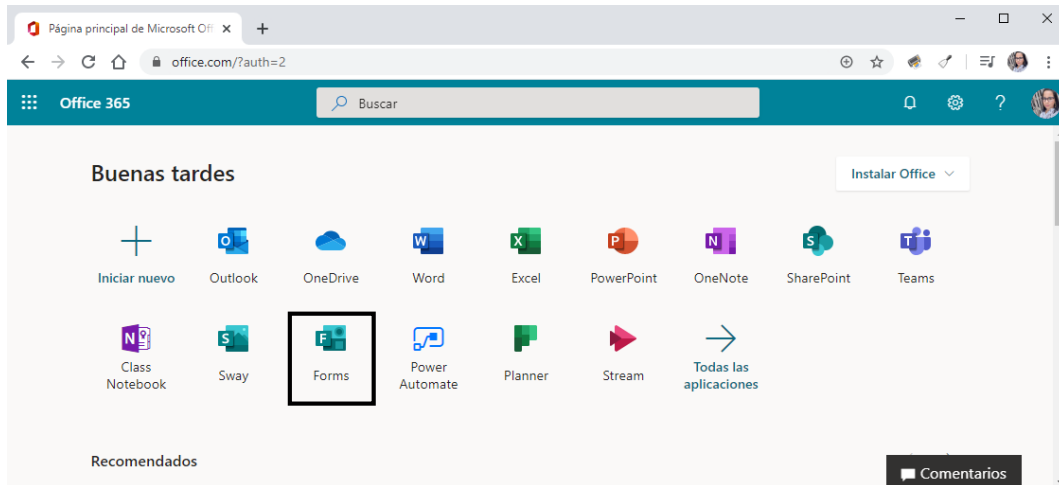 Página principal de Microsoft Off
office.com/?auth=2
Office 365
Buscar
Buenas tardes
Instalar Office
Iniciar nuevo
Outlook
OneDrive
Word
Excel
PowerPoint
OneNote
SharePoint
Teams
Class
Notebook
Sway
Forms
Power
Automate
Planner
Stream
Todas las
aplicaciones
Recomendados
Comentarios